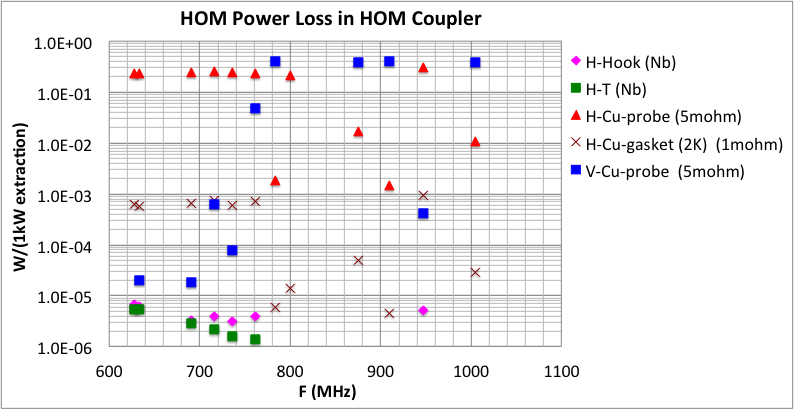 HOM Power Loss in HOM Coupler
W/(1kW extraction)
1.0E+00
1.0E-01
1.0E-02
1.0E-03
1.0E-04
1.0E-05
1.0E-06
600 700 800 900 1000 1100
F (MHz)
H-Hook (Nb)
H-T (Nb)
H-Cu-probe (5mohm)
H-Cu-gasket (2K) (1mohm)
V-Cu-probe (5mohm)